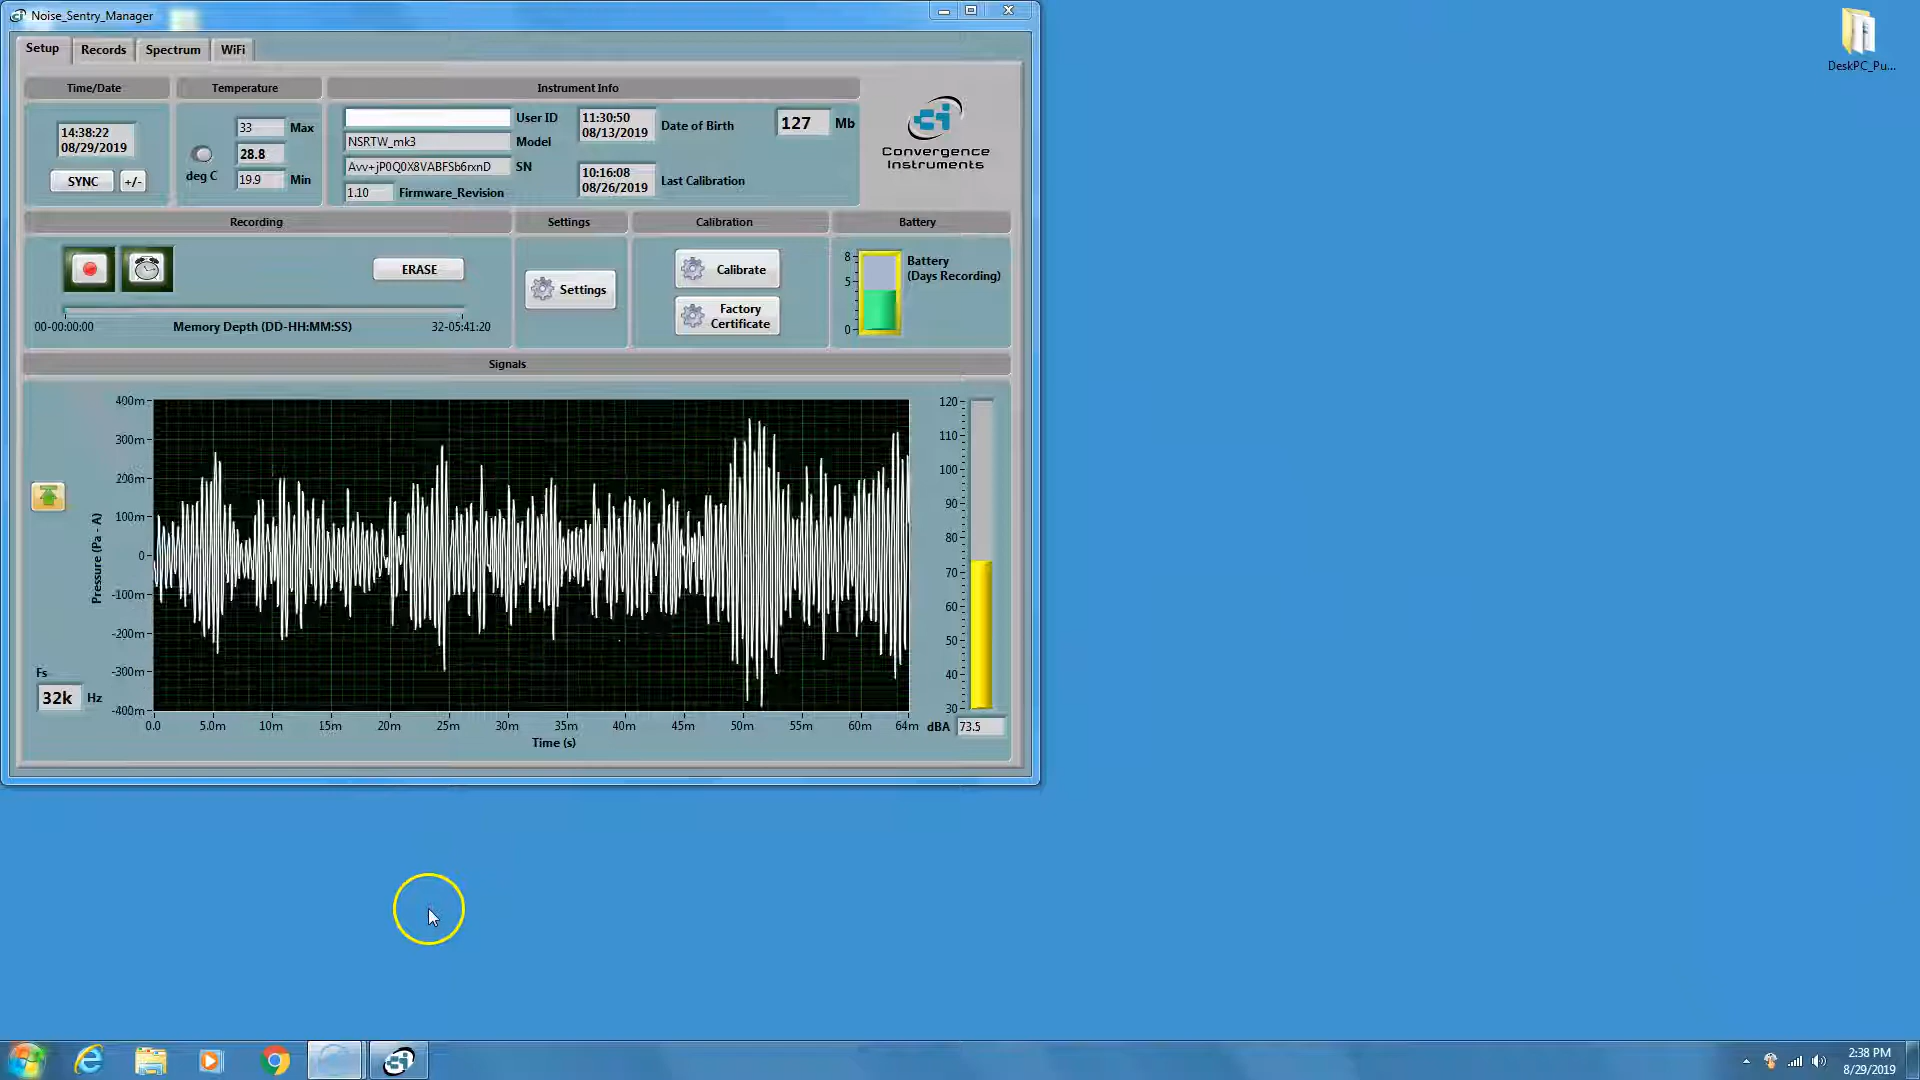 Noise_Sentry_Manager
DeskPC_Pu...
Setup Records Spectrum WiFi
Time/Date Temperature Instrument Info
14:38:22
08/29/2019
SYNC +/-
deg C
33 Max
28.8
19.9 Min
User ID
NSRTW_mk3 Model
Avv+jP0Q0X8VABFSb6rxnD SN
1.10 Firmware_Revision
11:30:50
08/13/2019
Date of Birth
127 Mb
10:16:08
08/26/2019
Last Calibration
Convergence
Instruments
Recording Settings Calibration Battery
ERASE
00-00:00:00 Memory Depth (DD-HH:MM:SS) 32-05:41:20
Settings
Calibrate
Factory
Certificate
8
5
0
Battery
(Days Recording)
Signals
400m
300m
200m
100m
0
-100m
-200m
-300m
-400m
Pressure (Pa - A)
0.0 5.0m 10m 15m 20m 25m 30m 35m 40m 45m 50m 55m 60m 64m
Time (s)
Fs
32k Hz
120
110
100
90
80
70
60
50
40
30
dBA 73.5
2:38 PM
8/29/2019